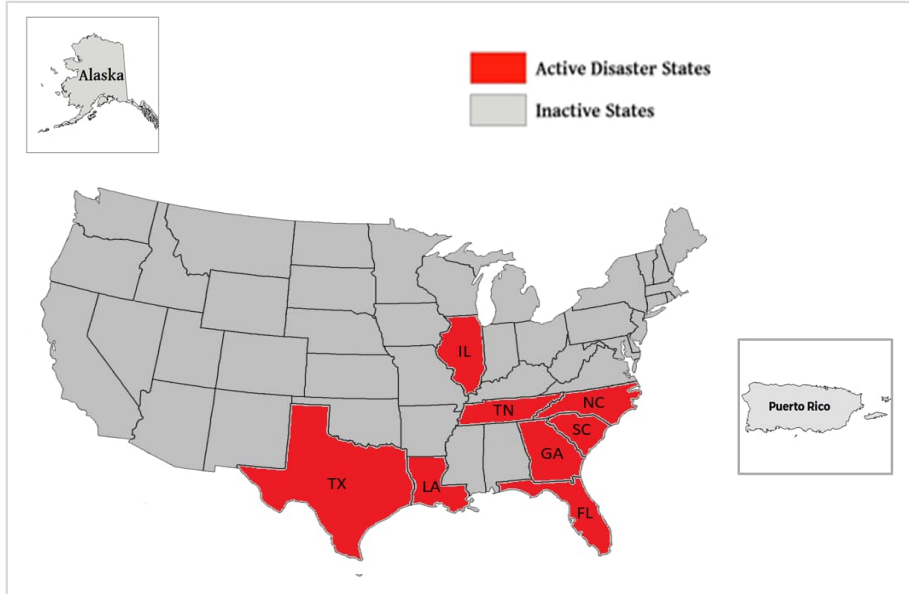 Alaska
Active Disaster States
Inactive States
IL
TN
NC
SC
GA
TX
LA
FL
Puerto Rico